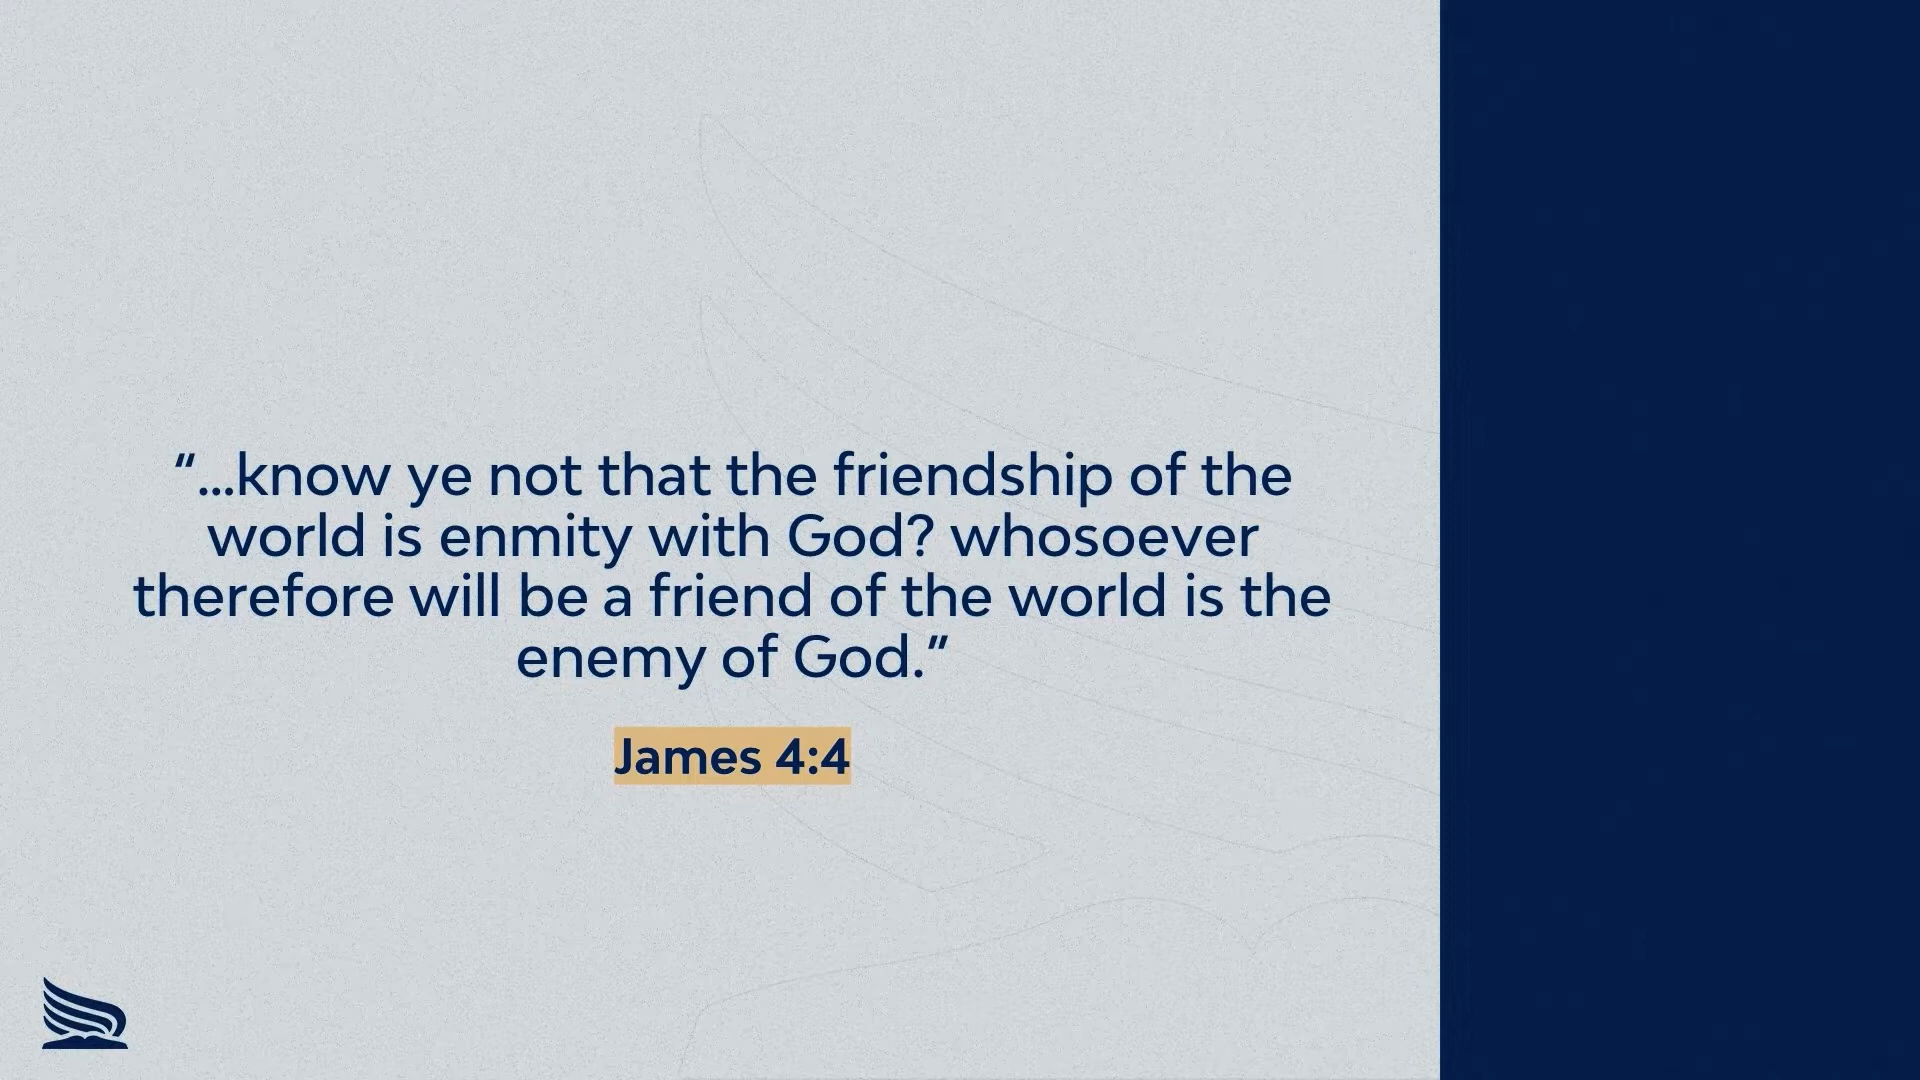 “...know ye not that the friendship of the
world is enmity with God? whosoever
therefore will be a friend of the world is the
enemy of God.”
James 4:4